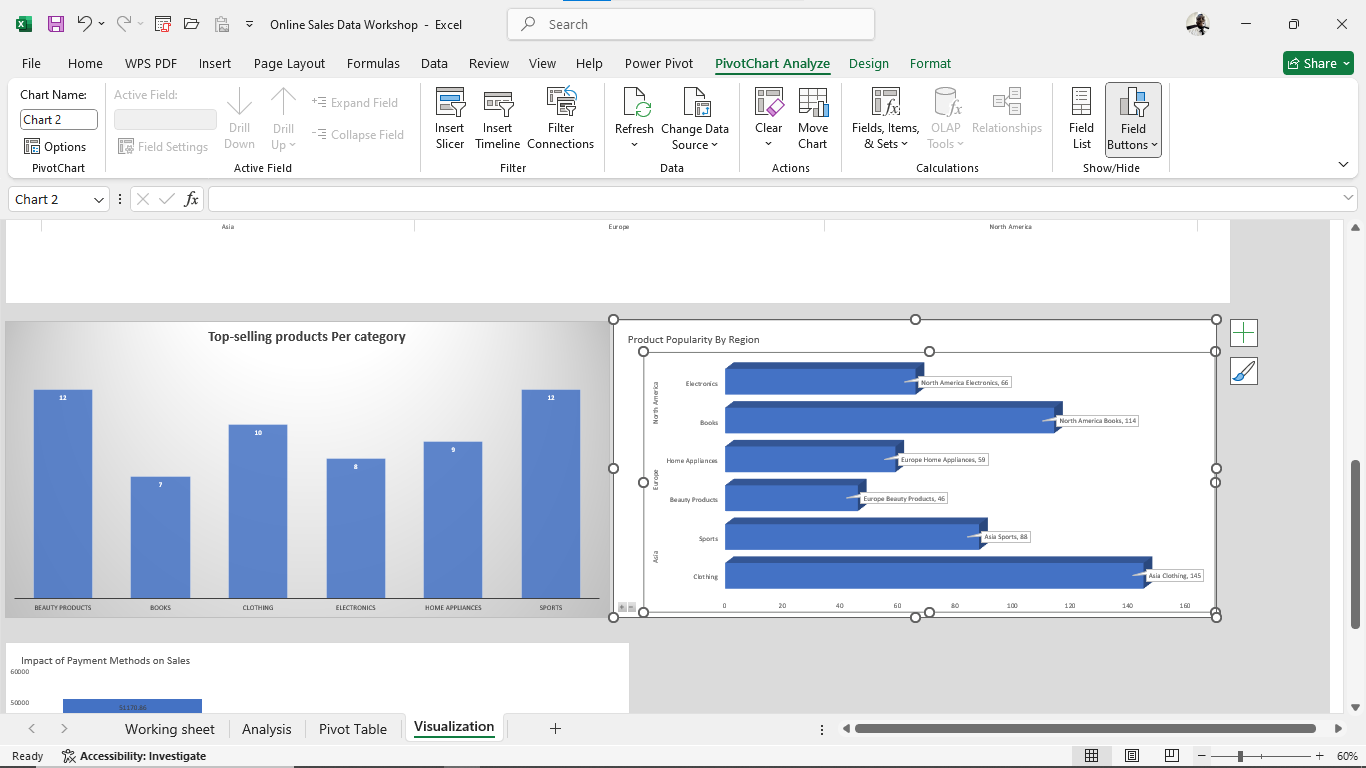 Online Sales Data Workshop - Excel
Search
File Home WPS PDF Insert Page Layout Formulas Data Review View Help Power Pivot PivotChart Analyze Design Format
Share
Chart Name:
Chart 2
Options
PivotChart
Active Field:
Field Settings
Drill Down
Drill Up
Expand Field
Collapse Field
Active Field
Insert Slicer
Insert Timeline
Filter Connections
Filter
Refresh
Change Data Source
Data
Clear
Move Chart
Actions
Fields, Items, & Sets
OLAP Tools
Relationships
Calculations
Field List
Field Buttons
Show/Hide
Chart 2
fx
Asia Europe North America
Top-selling products Per category
12
7
10
8
9
12
BEAUTY PRODUCTS BOOKS CLOTHING ELECTRONICS HOME APPLIANCES SPORTS
Product Popularity By Region
North America
Electronics
North America Electronics, 66
Books
North America Books, 114
Europe
Home Appliances
Europe Home Appliances, 59
Beauty Products
Europe Beauty Products, 46
Asia
Sports
Asia Sports, 88
Clothing
Asia Clothing, 145
0 20 40 60 80 100 120 140 160
Impact of Payment Methods on Sales
60000
50000
51170.86
Working sheet Analysis Pivot Table Visualization
Ready
Accessibility: Investigate
60%